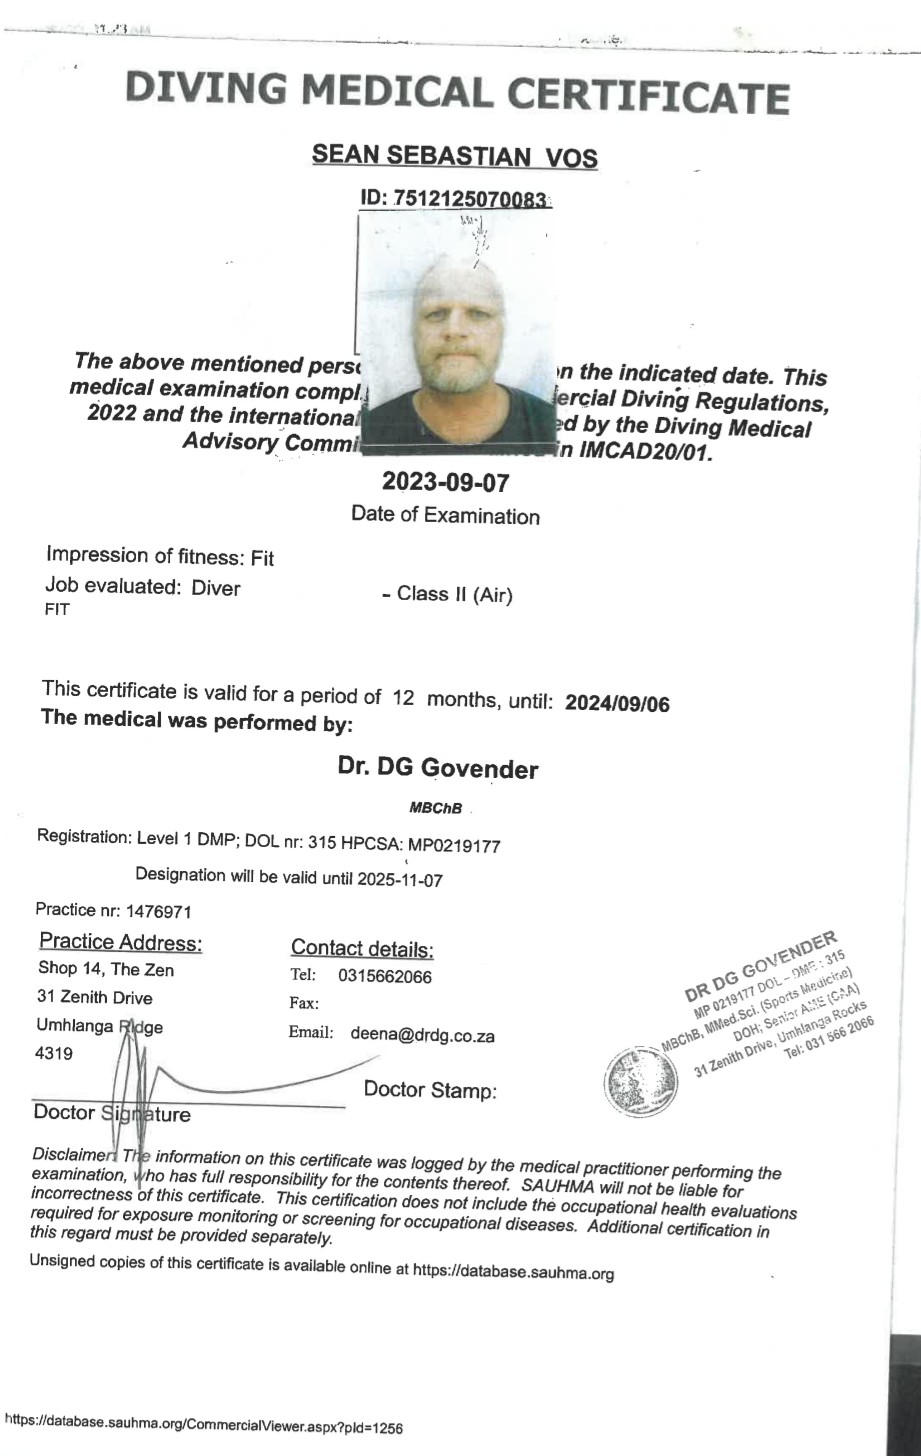 DIVING MEDICAL CERTIFICATE
SEAN SEBASTIAN VOS
ID: 7512125070083
The above mentioned n the indicated date. This
medical examination ercial Diving Regulations,
2022 and the international ed by the Diving Medical
Advisory in IMCAD20/01.
2023-09-07
Date of Examination
Impression of fitness: Fit
Job evaluated: Diver - Class II (Air)
FIT
This certificate is valid for a period of 12 months, until: 2024/09/06
The medical was performed by:
Dr. DG Govender
MBChB
Registration: Level 1 DMP; DOL nr: 315 HPCSA: MP0219177
Designation will be valid until 2025-11-07
Practice nr: 1476971
Practice Address:
Shop 14, The Zen
31 Zenith Drive
Umhlanga Ridge
4319
Contact details:
Tel: 0315662066
Fax:
Email: deena@drdg.co.za
DR DG GOVENDER
MP 0219177 DOL - DME : 315
MBChB, MMed.Sci. (Sports Medicine)
DOH; Senior AME (CAA)
31 Zenith Drive, Umhlanga Rocks
Tel: 031 566 2066
Doctor Stamp:
Doctor Signature
Disclaimer: The information on this certificate was logged by the medical practitioner performing the
examination, who has full responsibility for the contents thereof. SAUHMA will not be liable for
incorrectness of this certificate. This certification does not include the occupational health evaluations
required for exposure monitoring or screening for occupational diseases. Additional certification in
this regard must be provided separately.
Unsigned copies of this certificate is available online at https://database.sauhma.org
https://database.sauhma.org/CommercialViewer.aspx?pId=1256